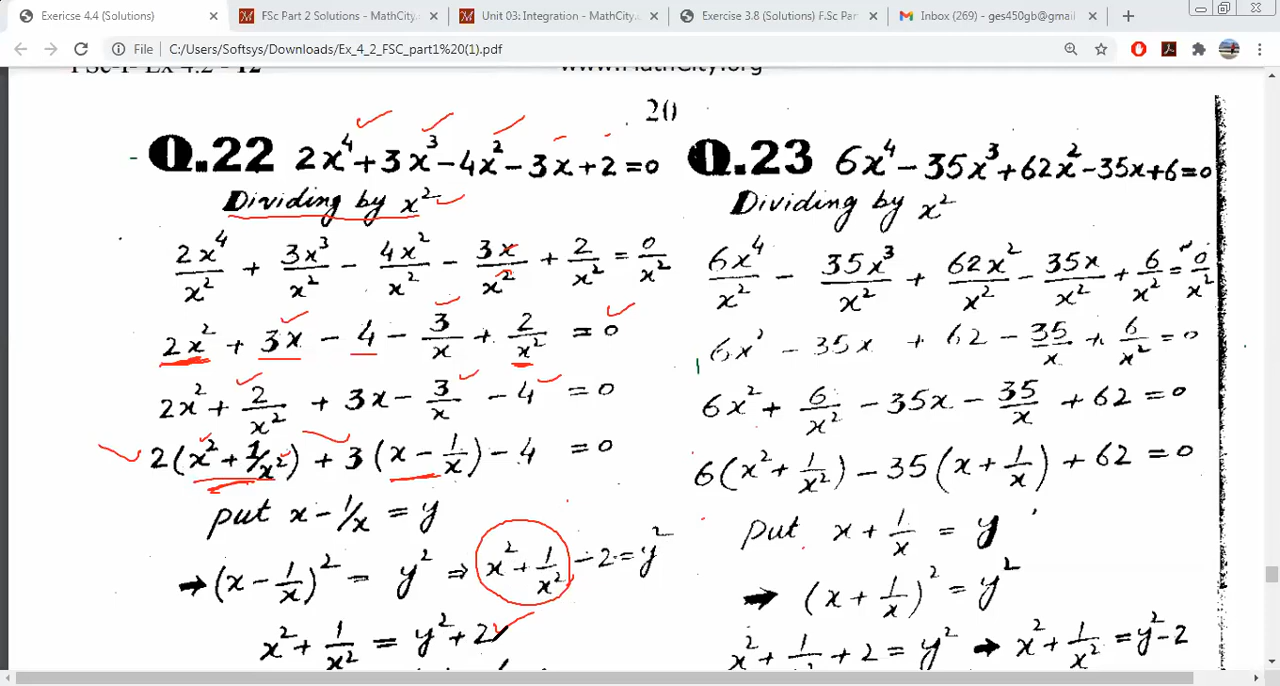 Exericse 4.4 (Solutions)
FSc Part 2 Solutions - MathCity.
Unit 03: Integration - MathCity.
Exercise 3.8 (Solutions) F.Sc Par
Inbox (269) - ges450gb@gmail
File C:/Users/Softsys/Downloads/Ex_4_2_FSC_part1%20(1).pdf
FSc-I- Ex 4.2 - 12
www.MathCity.org
20
Q.22 2x⁴+3x³-4x²-3x+2=0
Dividing by x²
2x⁴/x² + 3x³/x² - 4x²/x² - 3x/x² + 2/x² = 0/x²
2x² + 3x - 4 - 3/x + 2/x² = 0
2x² + 2/x² + 3x - 3/x - 4 = 0
2(x²+1/x²) + 3(x - 1/x) - 4 = 0
put x-1/x = y
→(x-1/x)² = y² ⇒ x²+1/x² -2=y²
x²+1/x² = y²+2
Q.23 6x⁴-35x³+62x²-35x+6=0
Dividing by x²
6x⁴/x² - 35x³/x² + 62x²/x² - 35x/x² + 6/x² = 0/x²
6x² - 35x + 62 - 35/x + 6/x² = 0
6x² + 6/x² - 35x - 35/x + 62 = 0
6(x²+1/x²) - 35(x+1/x) + 62 = 0
put x + 1/x = y
→ (x+1/x)² = y²
x²+1/x²+2 = y² → x²+1/x² = y²-2